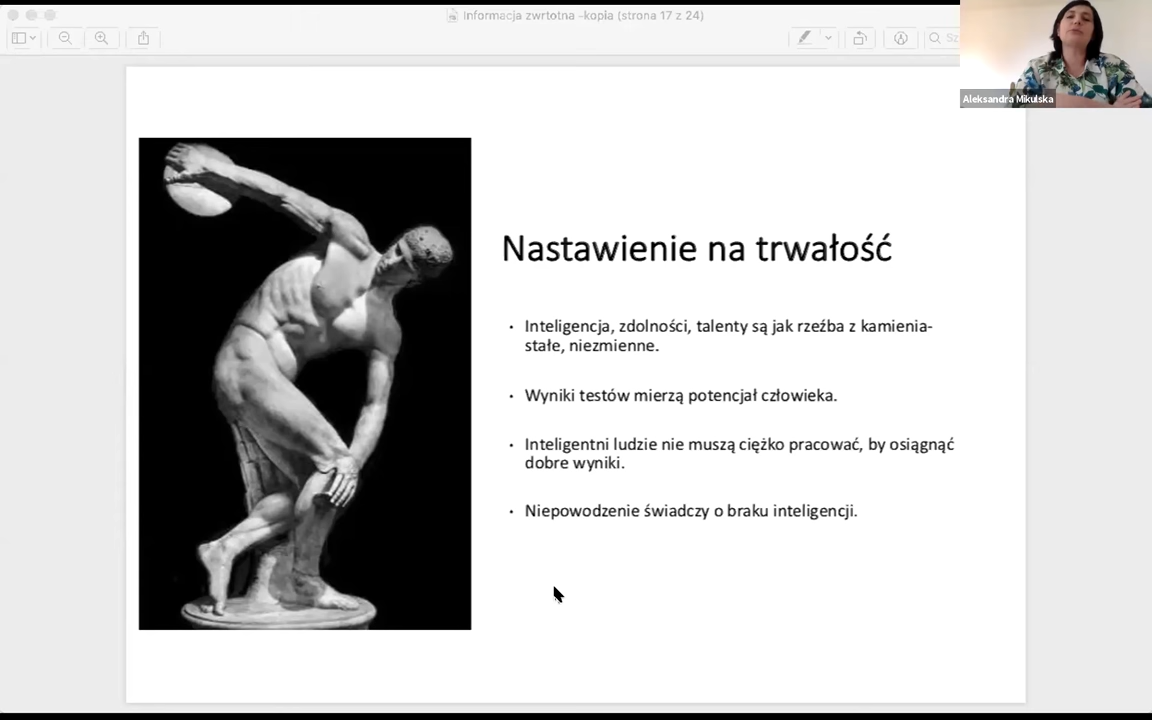 Informacja zwrtotna –kopia (strona 17 z 24)
Sz
Aleksandra Mikulska
Nastawienie na trwałość
• Inteligencja, zdolności, talenty są jak rzeźba z kamienia-
stałe, niezmienne.
• Wyniki testów mierzą potencjał człowieka.
• Inteligentni ludzie nie muszą ciężko pracować, by osiągnąć
dobre wyniki.
• Niepowodzenie świadczy o braku inteligencji.